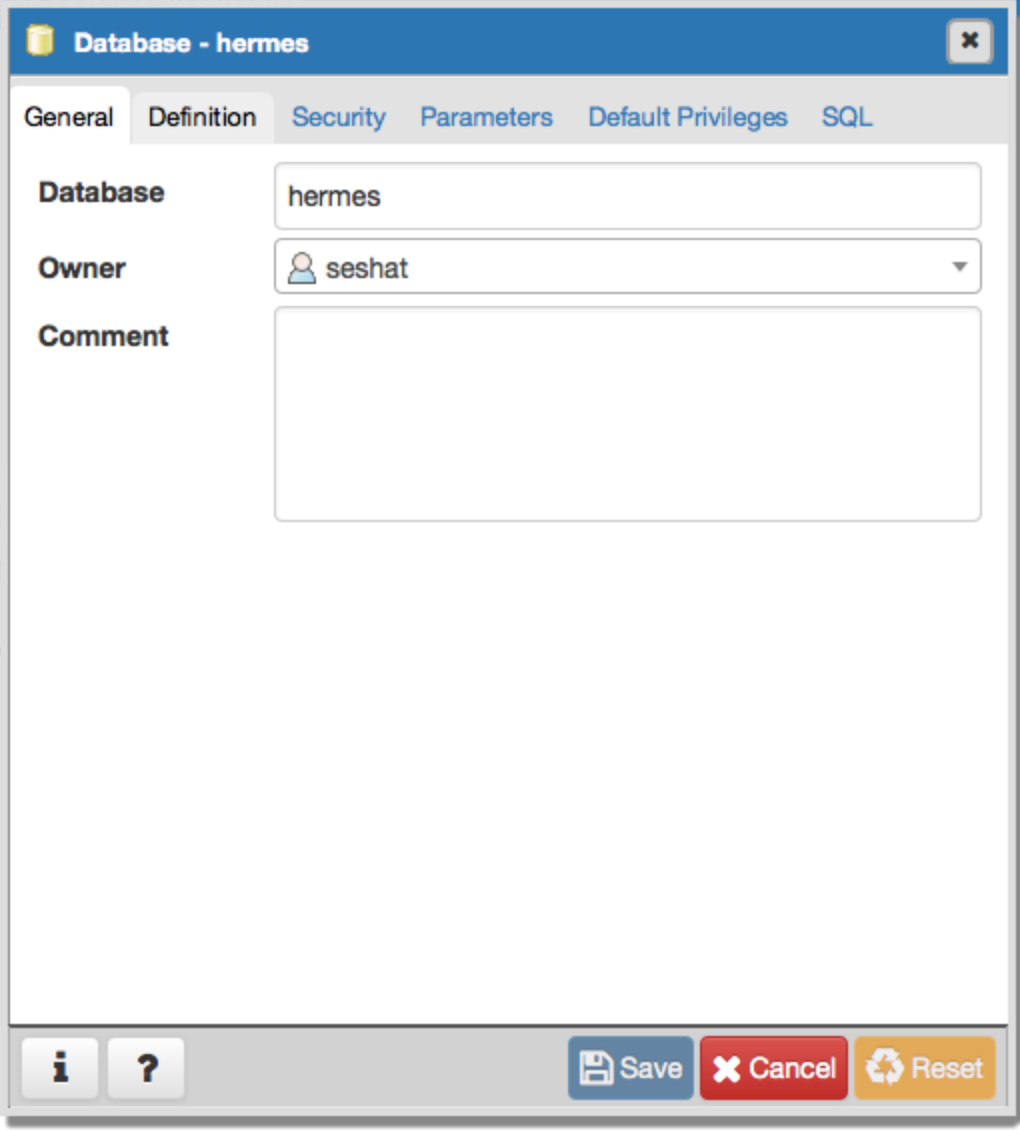 Database - hermes
General Definition Security Parameters Default Privileges SQL
Database hermes
Owner seshat
Comment
i ? Save Cancel Reset